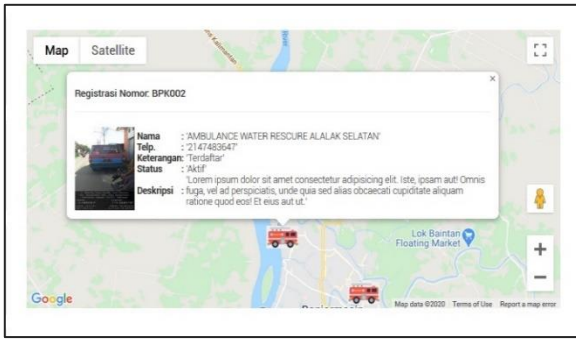 Map Satellite
Registrasi Nomor: BPK002
×
Nama : 'AMBULANCE WATER RESCURE ALALAK SELATAN'
Telp. : '2147483647'
Keterangan: 'Terdaftar'
Status : 'Aktif'
'Lorem ipsum dolor sit amet consectetur adipisicing elit. Iste, ipsam aut! Omnis
Deskripsi : fuga, vel ad perspiciatis, unde quia sed alias obcaecati cupiditate aliquam
ratione quod eos! Et eius aut ut.'
Lok Baintan
Floating Market
+
−
Google
Map data ©2020 Terms of Use Report a map error